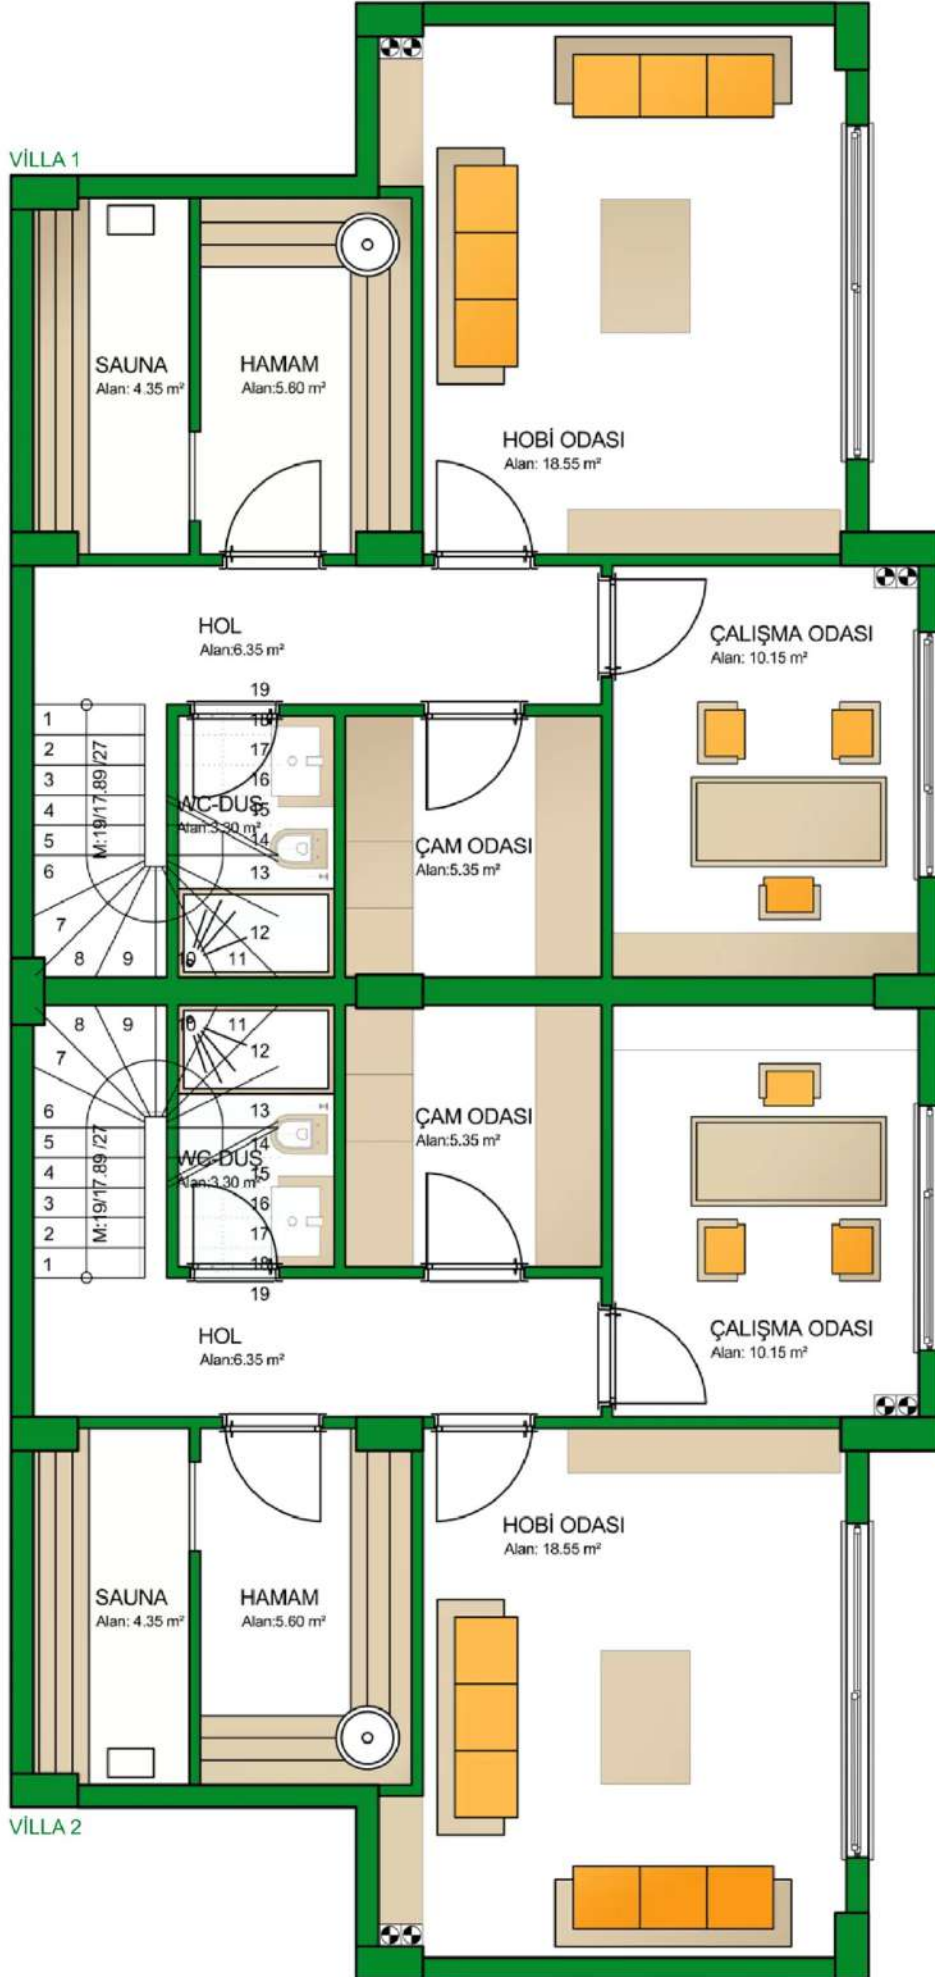 VİLLA 1
SAUNA
Alan: 4.35 m²
HAMAM
Alan:5.60 m²
HOBİ ODASI
Alan: 18.55 m²
HOL
Alan:6.35 m²
ÇALIŞMA ODASI
Alan: 10.15 m²
19
18
17
16
15
14
13
12
11
10
9
8
7
6
5
4
3
2
1
M:19/17.89 /27
WC-DUŞ
Alan:3.30 m²
ÇAM ODASI
Alan:5.35 m²
8
9
10
11
12
7
13
6
14
5
15
4
16
3
17
2
18
1
19
M:19/17.89 /27
WC-DUŞ
Alan:3.30 m²
ÇAM ODASI
Alan:5.35 m²
HOL
Alan:6.35 m²
ÇALIŞMA ODASI
Alan: 10.15 m²
HOBİ ODASI
Alan: 18.55 m²
SAUNA
Alan: 4.35 m²
HAMAM
Alan:5.60 m²
VİLLA 2